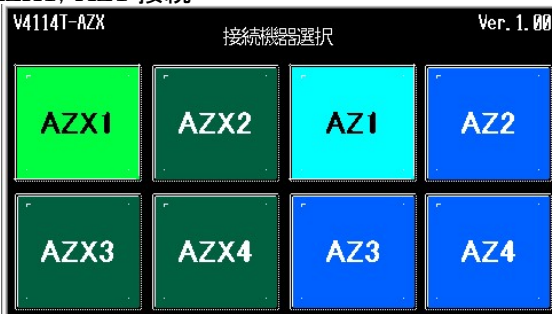 V4114T-AZX 接続機器選択 Ver.1.00
AZX1 AZX2 AZ1 AZ2
AZX3 AZX4 AZ3 AZ4